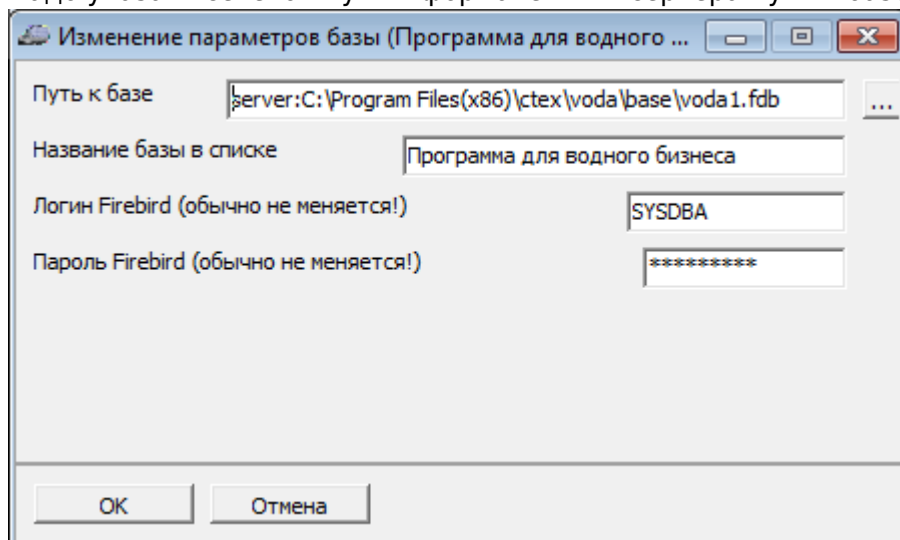 Изменение параметров базы (Программа для водного ...
Путь к базе
server:C:\Program Files(x86)\ctex\voda\base\voda1.fdb
...
Название базы в списке
Программа для водного бизнеса
Логин Firebird (обычно не меняется!)
SYSDBA
Пароль Firebird (обычно не меняется!)
*********
OK
Отмена